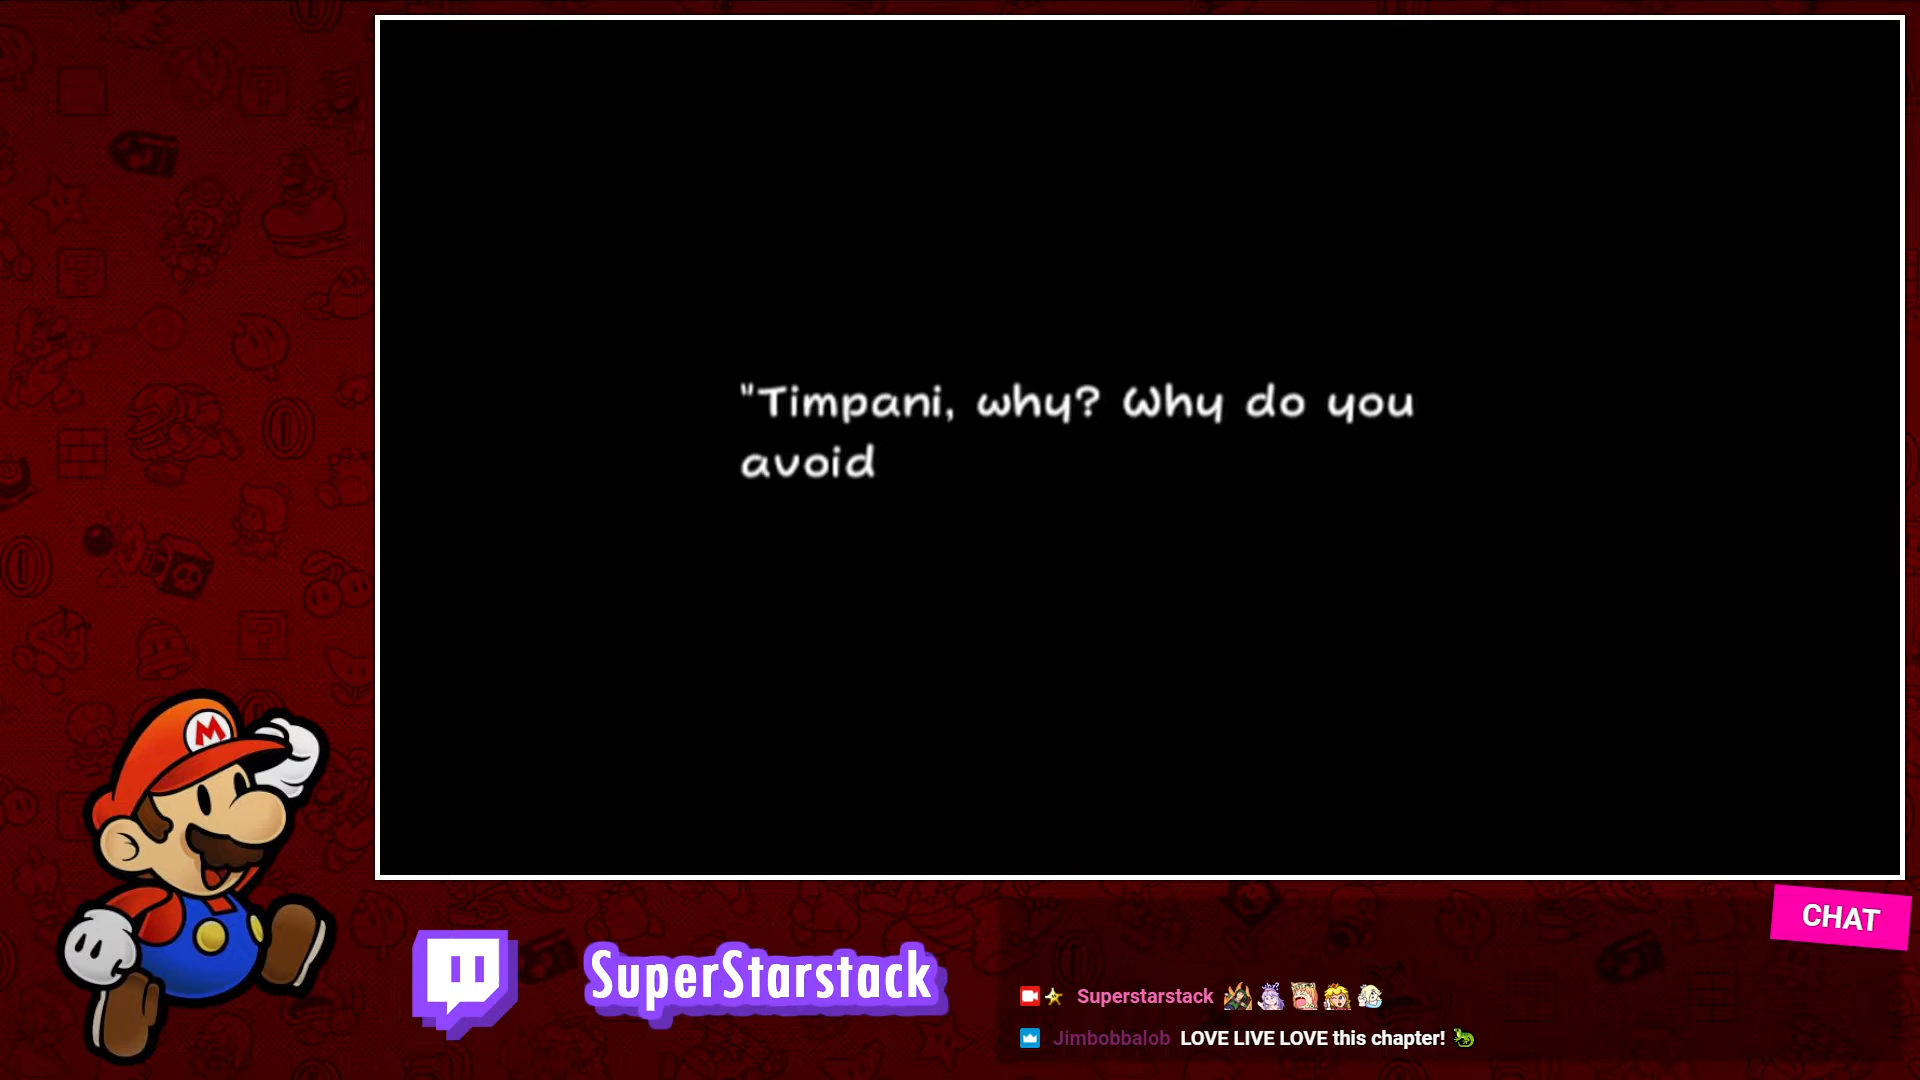 "Timpani, why? Why do you
avoid
M
CHAT
SuperStarstack
Superstarstack
Jimbobbalob LOVE LIVE LOVE this chapter!